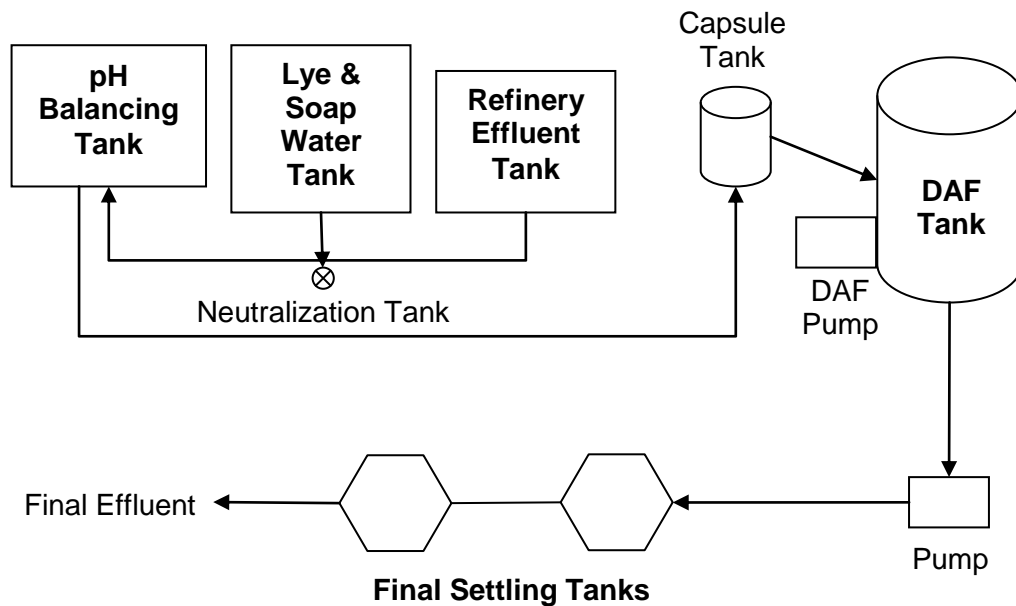 pH
Balancing
Tank
Lye &
Soap
Water
Tank
Refinery
Effluent
Tank
Capsule
Tank
DAF
Tank
DAF
Pump
Neutralization Tank
Final Effluent
Pump
Final Settling Tanks